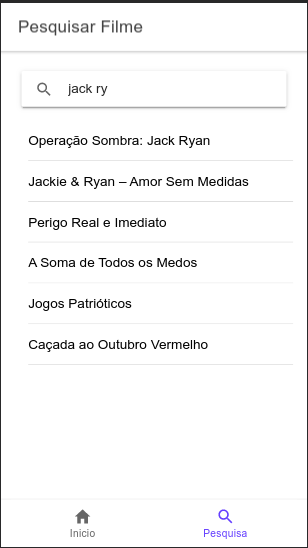 Pesquisar Filme
jack ry
Operação Sombra: Jack Ryan
Jackie & Ryan – Amor Sem Medidas
Perigo Real e Imediato
A Soma de Todos os Medos
Jogos Patrióticos
Caçada ao Outubro Vermelho
Inicio
Pesquisa